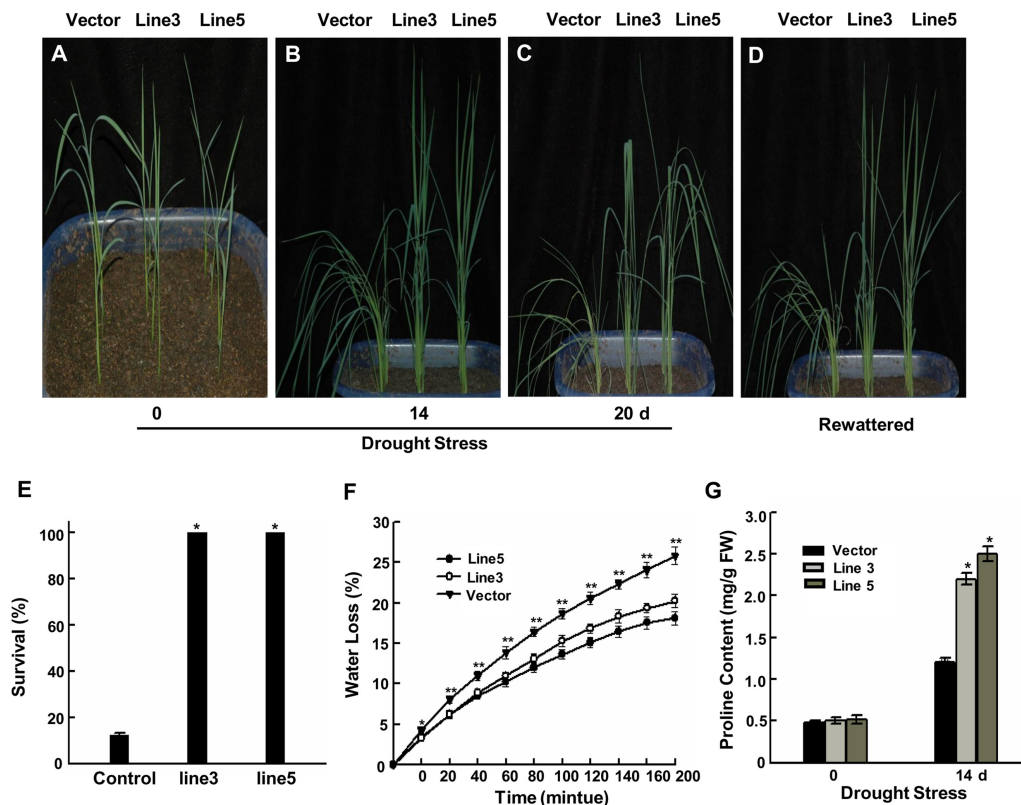 Vector Line3 Line5 Vector Line3 Line5 Vector Line3 Line5 Vector Line3 Line5
A B C D
0 14 20 d
Drought Stress
Rewattered
E
Survival (%)
100
80
60
40
20
0
* *
Control line3 line5
F
Water Loss (%)
30
25
20
15
10
5
0
Line5
Line3
Vector
* ** ** ** ** ** ** ** ** **
0 20 40 60 80 100 120 140 160 200
Time (mintue)
G
Proline Content (mg/g FW)
3.0
2.5
2.0
1.6
1.0
0.5
0.0
Vector
Line 3
Line 5
* *
0 14 d
Drought Stress